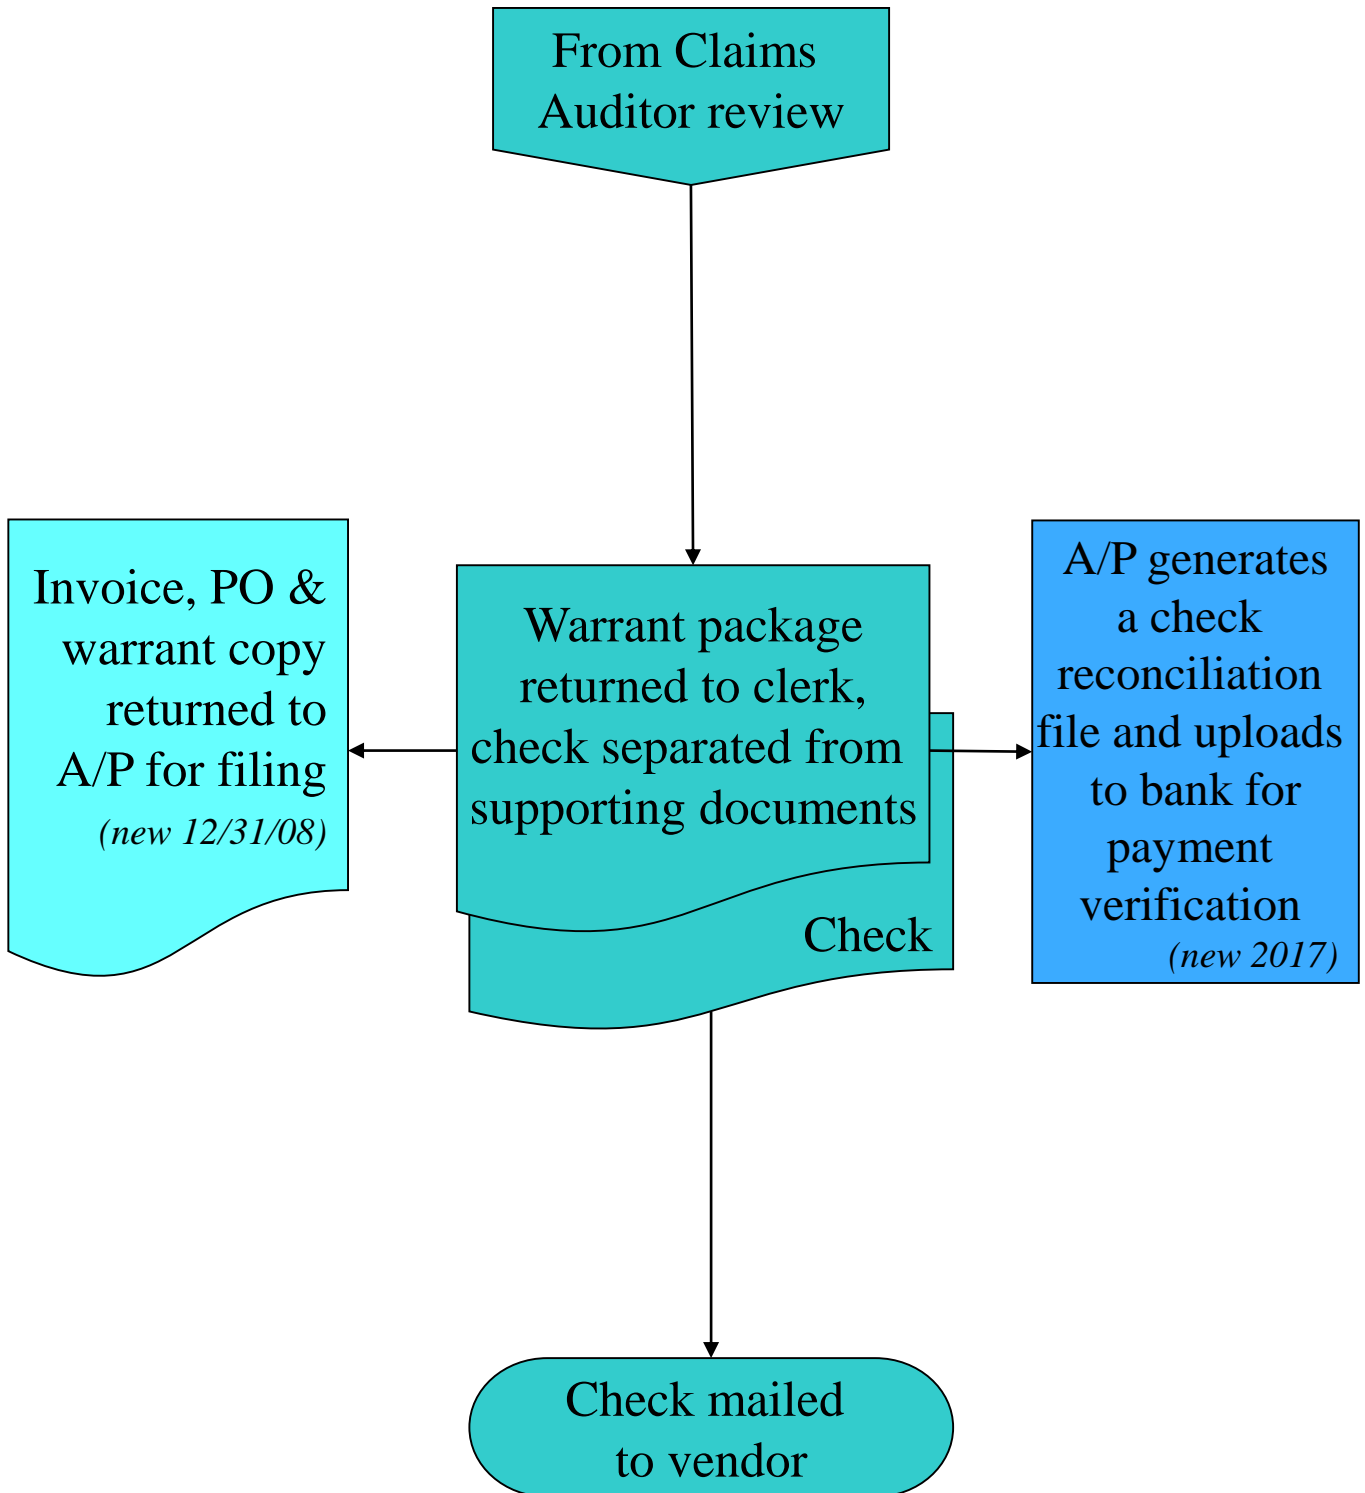 From Claims
Auditor review
Invoice, PO &
warrant copy
returned to
A/P for filing
(new 12/31/08)
Warrant package
returned to clerk,
check separated from
supporting documents
Check
A/P generates
a check
reconciliation
file and uploads
to bank for
payment
verification
(new 2017)
Check mailed
to vendor